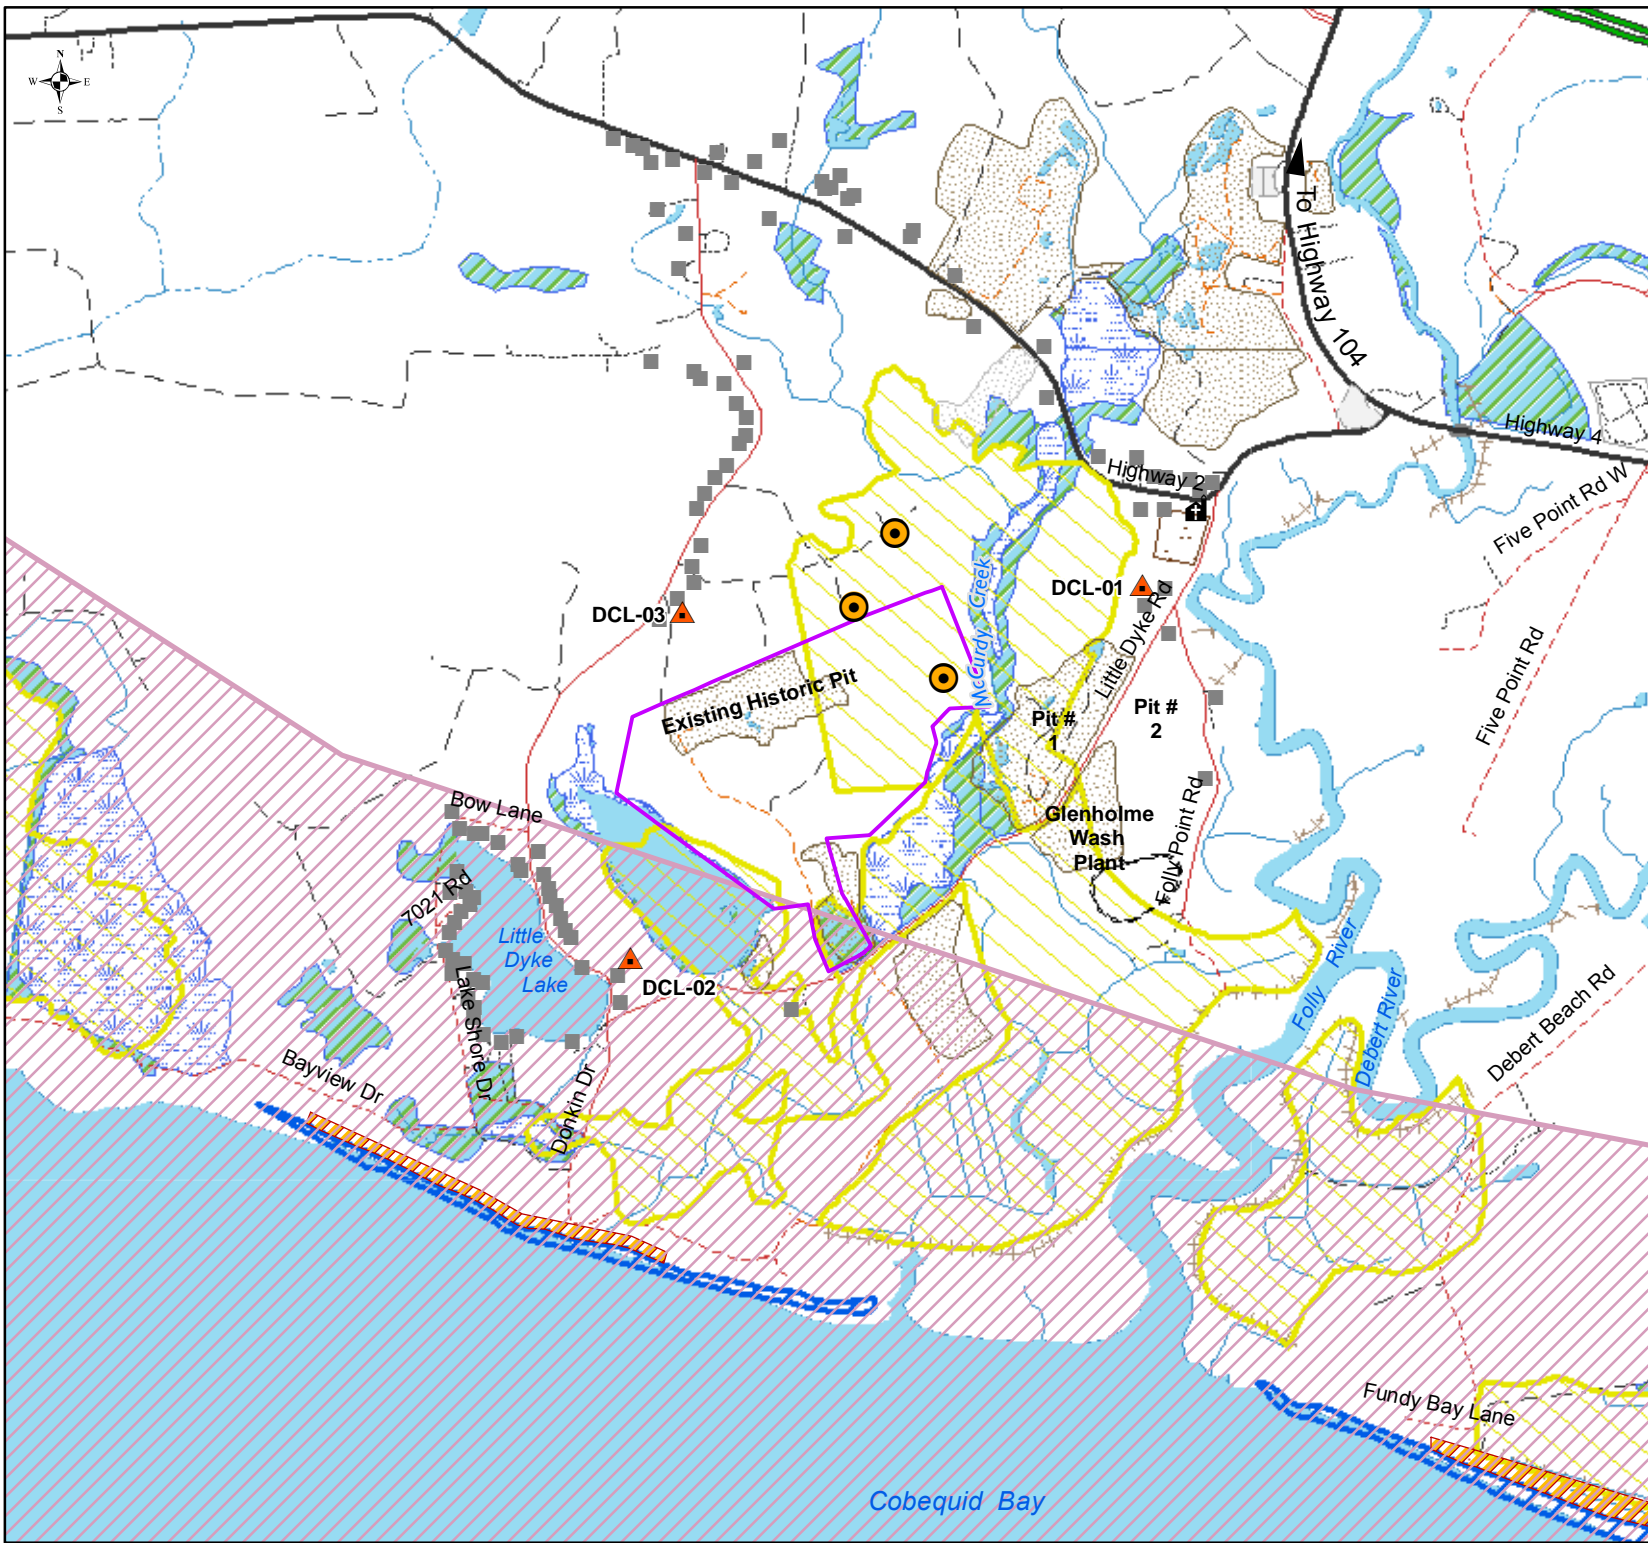 N
W E
S
To Highway 104
Highway 4
Highway 2
Five Point Rd W
McCurdy Creek
DCL-01
DCL-03
Little Dyke Rd
Five Point Rd
Existing Historic Pit
Pit #
1
Pit #
2
Bow Lane
Glenholme
Wash
Plant
Folly Point Rd
7021 Rd
Little
Dyke
Lake
DCL-02
Lake Shore Dr
Folly River
Debert River
Debert Beach Rd
Bayview Dr
Donkin Dr
Fundy Bay Lane
Cobequid Bay